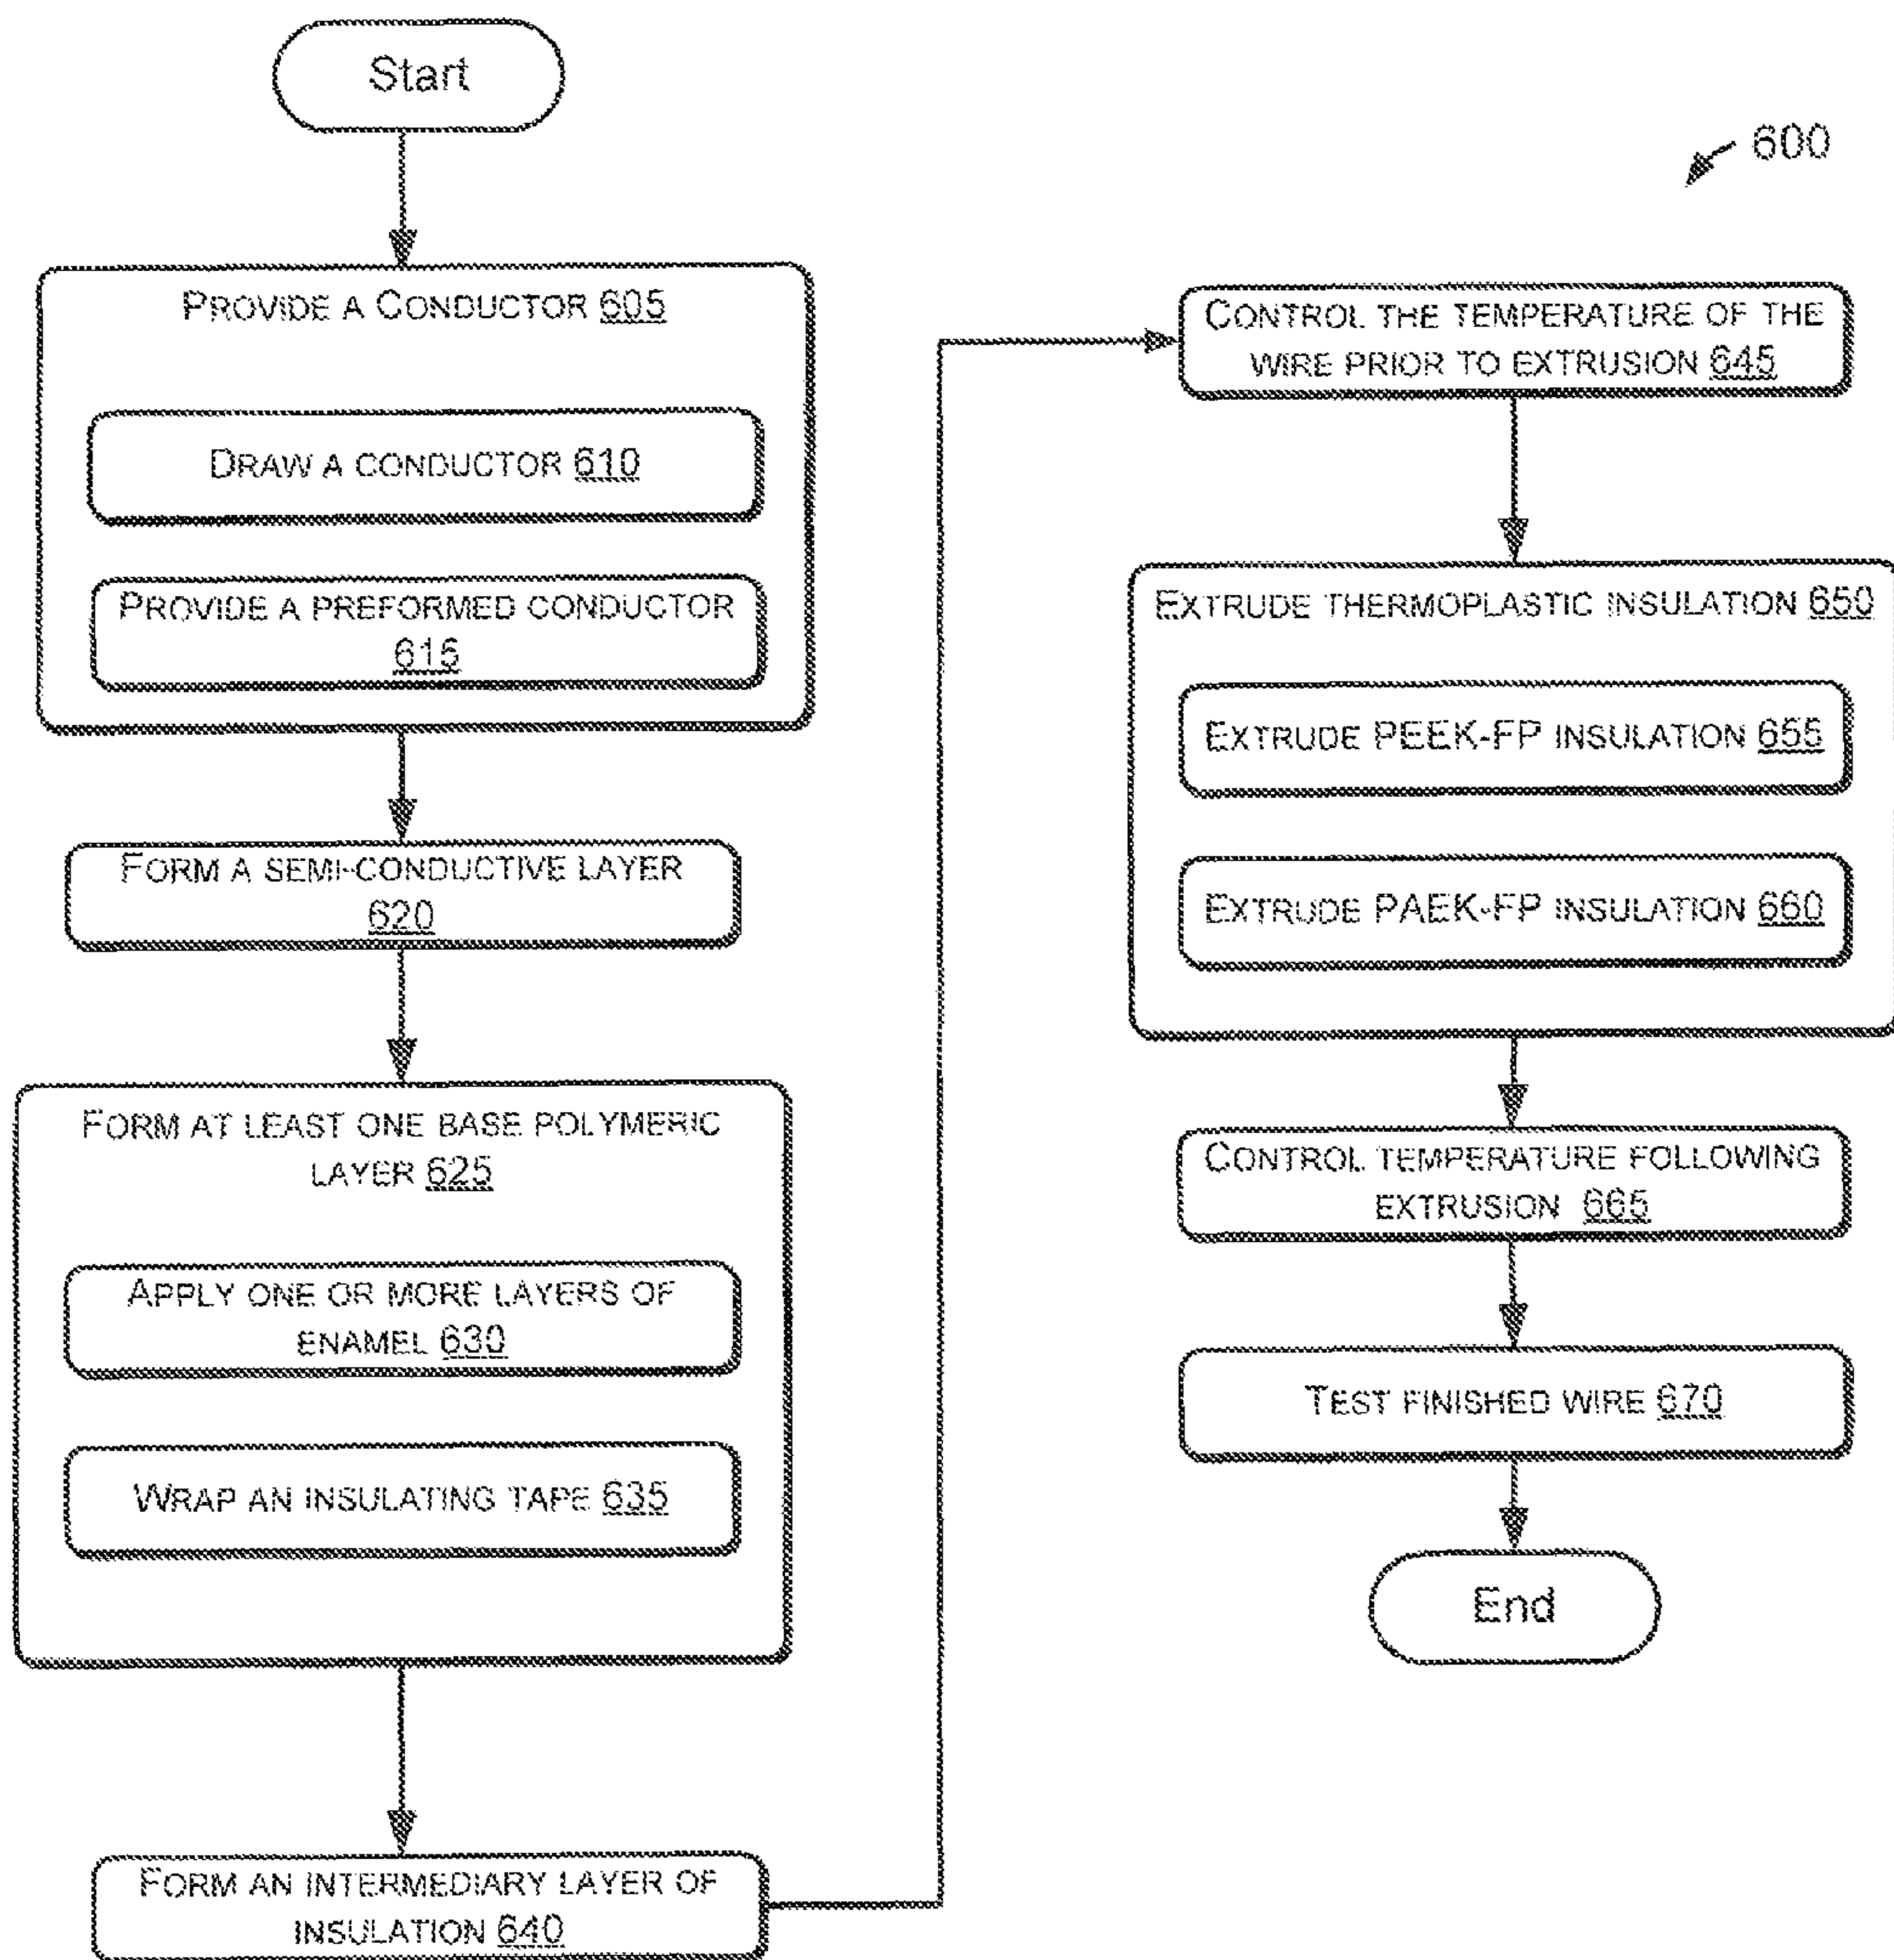 Start
600
PROVIDE A CONDUCTOR 605
DRAW A CONDUCTOR 610
PROVIDE A PREFORMED CONDUCTOR
615
FORM A SEMI-CONDUCTIVE LAYER
620
FORM AT LEAST ONE BASE POLYMERIC
LAYER 625
APPLY ONE OR MORE LAYERS OF
ENAMEL 630
WRAP AN INSULATING TAPE 635
FORM AN INTERMEDIARY LAYER OF
INSULATION 640
CONTROL THE TEMPERATURE OF THE
WIRE PRIOR TO EXTRUSION 645
EXTRUDE THERMOPLASTIC INSULATION 650
EXTRUDE PEEK-FP INSULATION 655
EXTRUDE PAEK-FP INSULATION 660
CONTROL TEMPERATURE FOLLOWING
EXTRUSION 665
TEST FINISHED WIRE 670
End